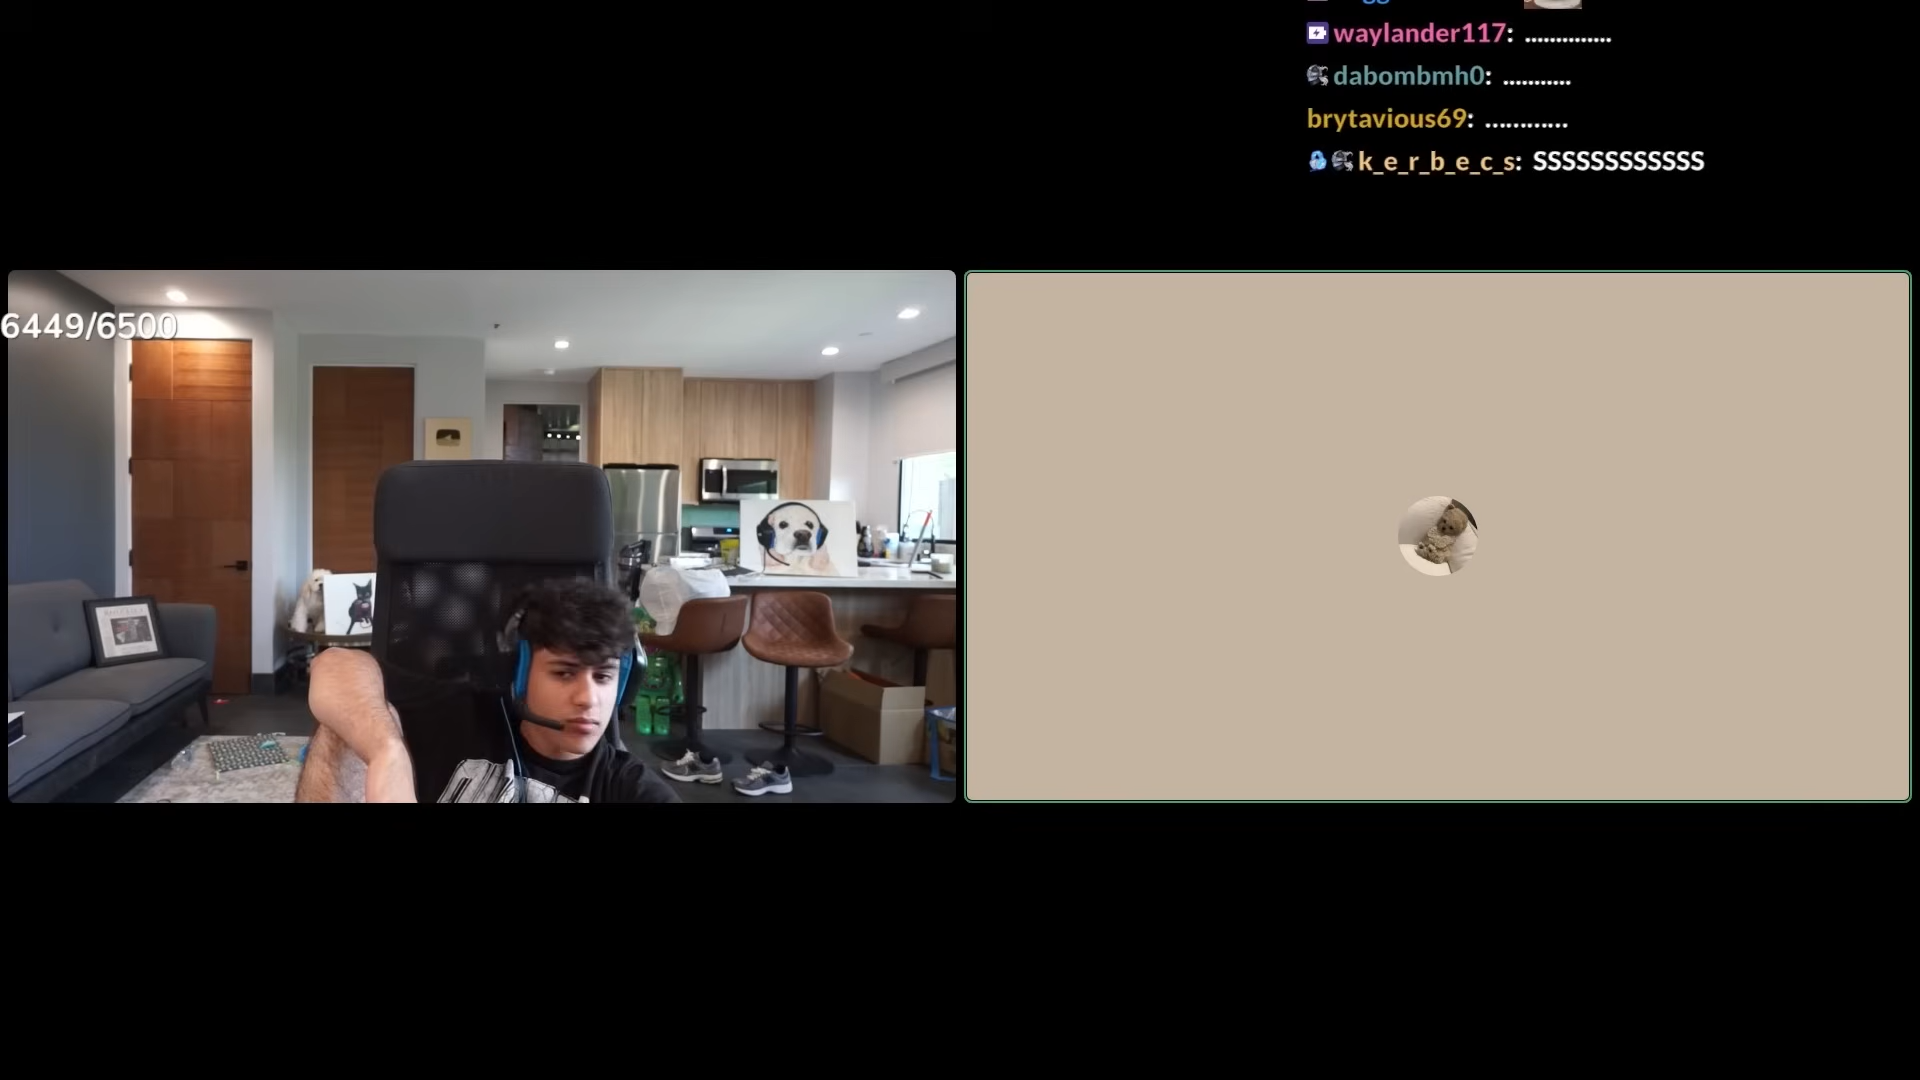 waylander117: ..............
dabombmh0: ...........
brytavious69: ............
k_e_r_b_e_c_s: SSSSSSSSSSSS
6449/6500